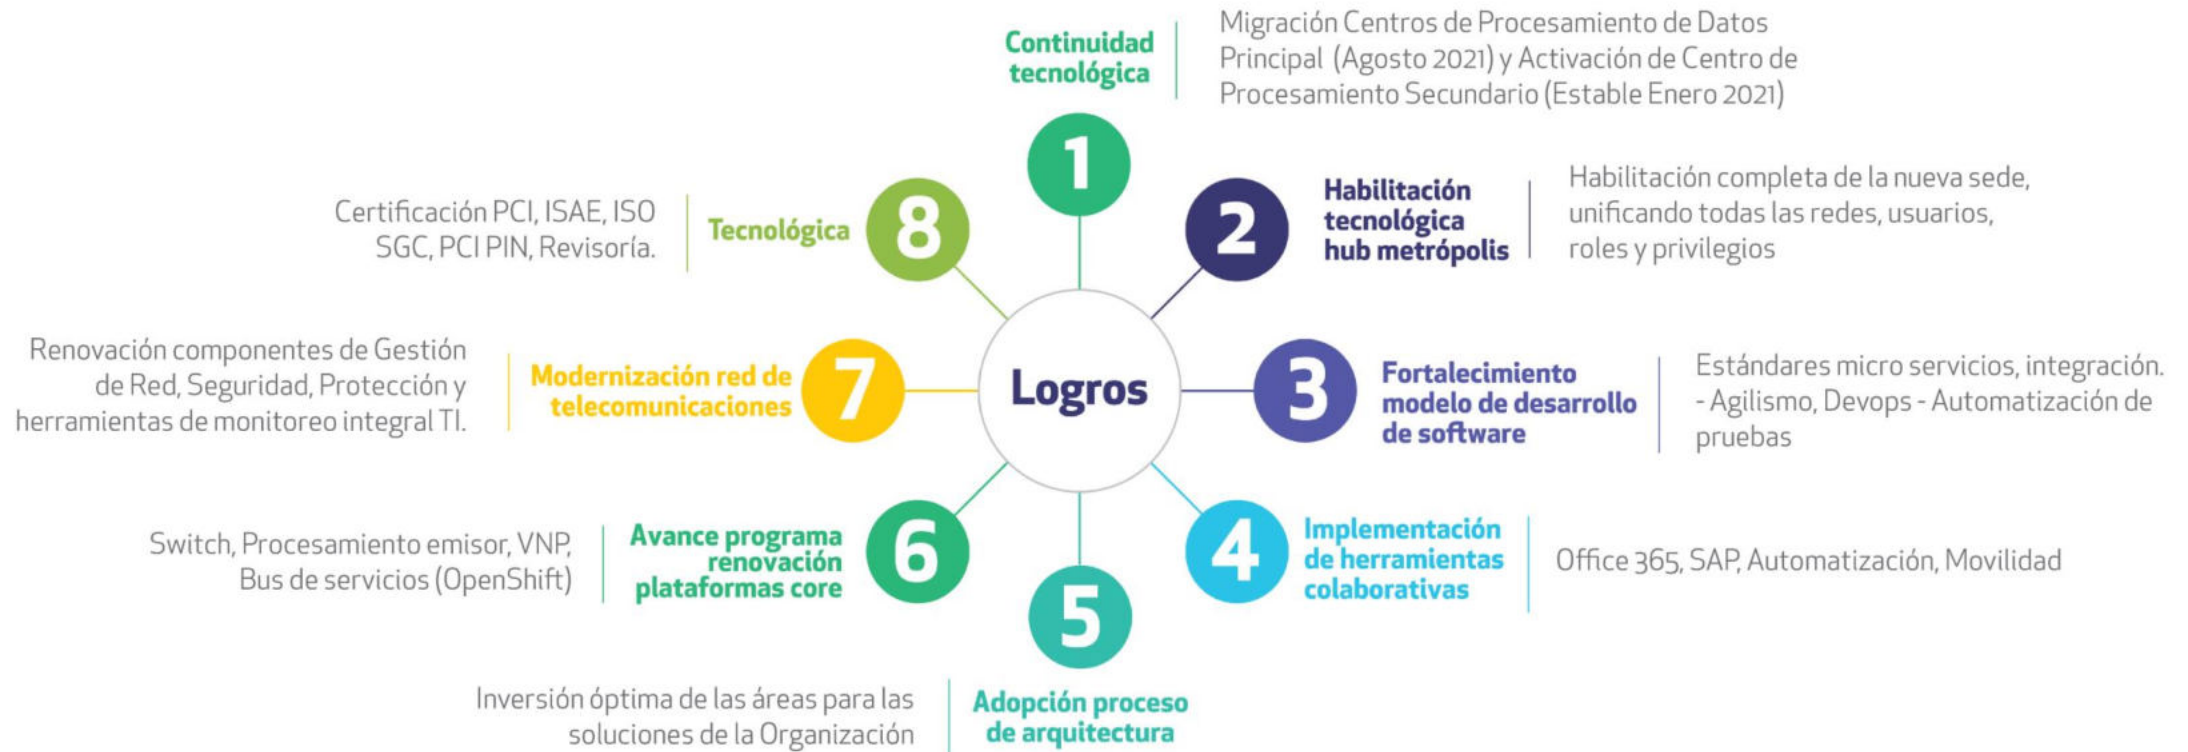 Continuidad
tecnológica
Migración Centros de Procesamiento de Datos
Principal (Agosto 2021) y Activación de Centro de
Procesamiento Secundario (Estable Enero 2021)
1
2
Habilitación
tecnológica
hub metrópolis
Habilitación completa de la nueva sede,
unificando todas las redes, usuarios,
roles y privilegios
3
Fortalecimiento
modelo de desarrollo
de software
Estándares micro servicios, integración.
- Agilismo, Devops - Automatización de
pruebas
4
Implementación
de herramientas
colaborativas
Office 365, SAP, Automatización, Movilidad
5
Adopción proceso
de arquitectura
Inversión óptima de las áreas para las
soluciones de la Organización
6
Avance programa
renovación
plataformas core
Switch, Procesamiento emisor, VNP,
Bus de servicios (OpenShift)
7
Modernización red de
telecomunicaciones
Renovación componentes de Gestión
de Red, Seguridad, Protección y
herramientas de monitoreo integral TI.
8
Tecnológica
Certificación PCI, ISAE, ISO
SGC, PCI PIN, Revisoría.
Logros